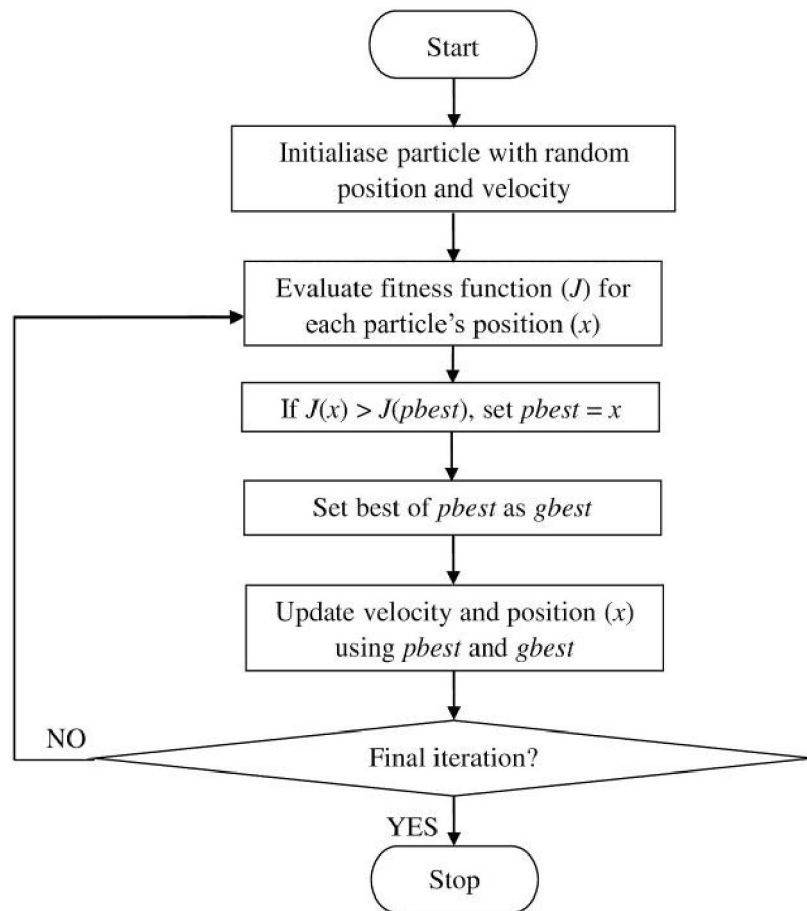 Start
Initialiase particle with random
position and velocity
Evaluate fitness function (J) for
each particle's position (x)
If J(x) > J(pbest), set pbest = x
Set best of pbest as gbest
Update velocity and position (x)
using pbest and gbest
NO
Final iteration?
YES
Stop